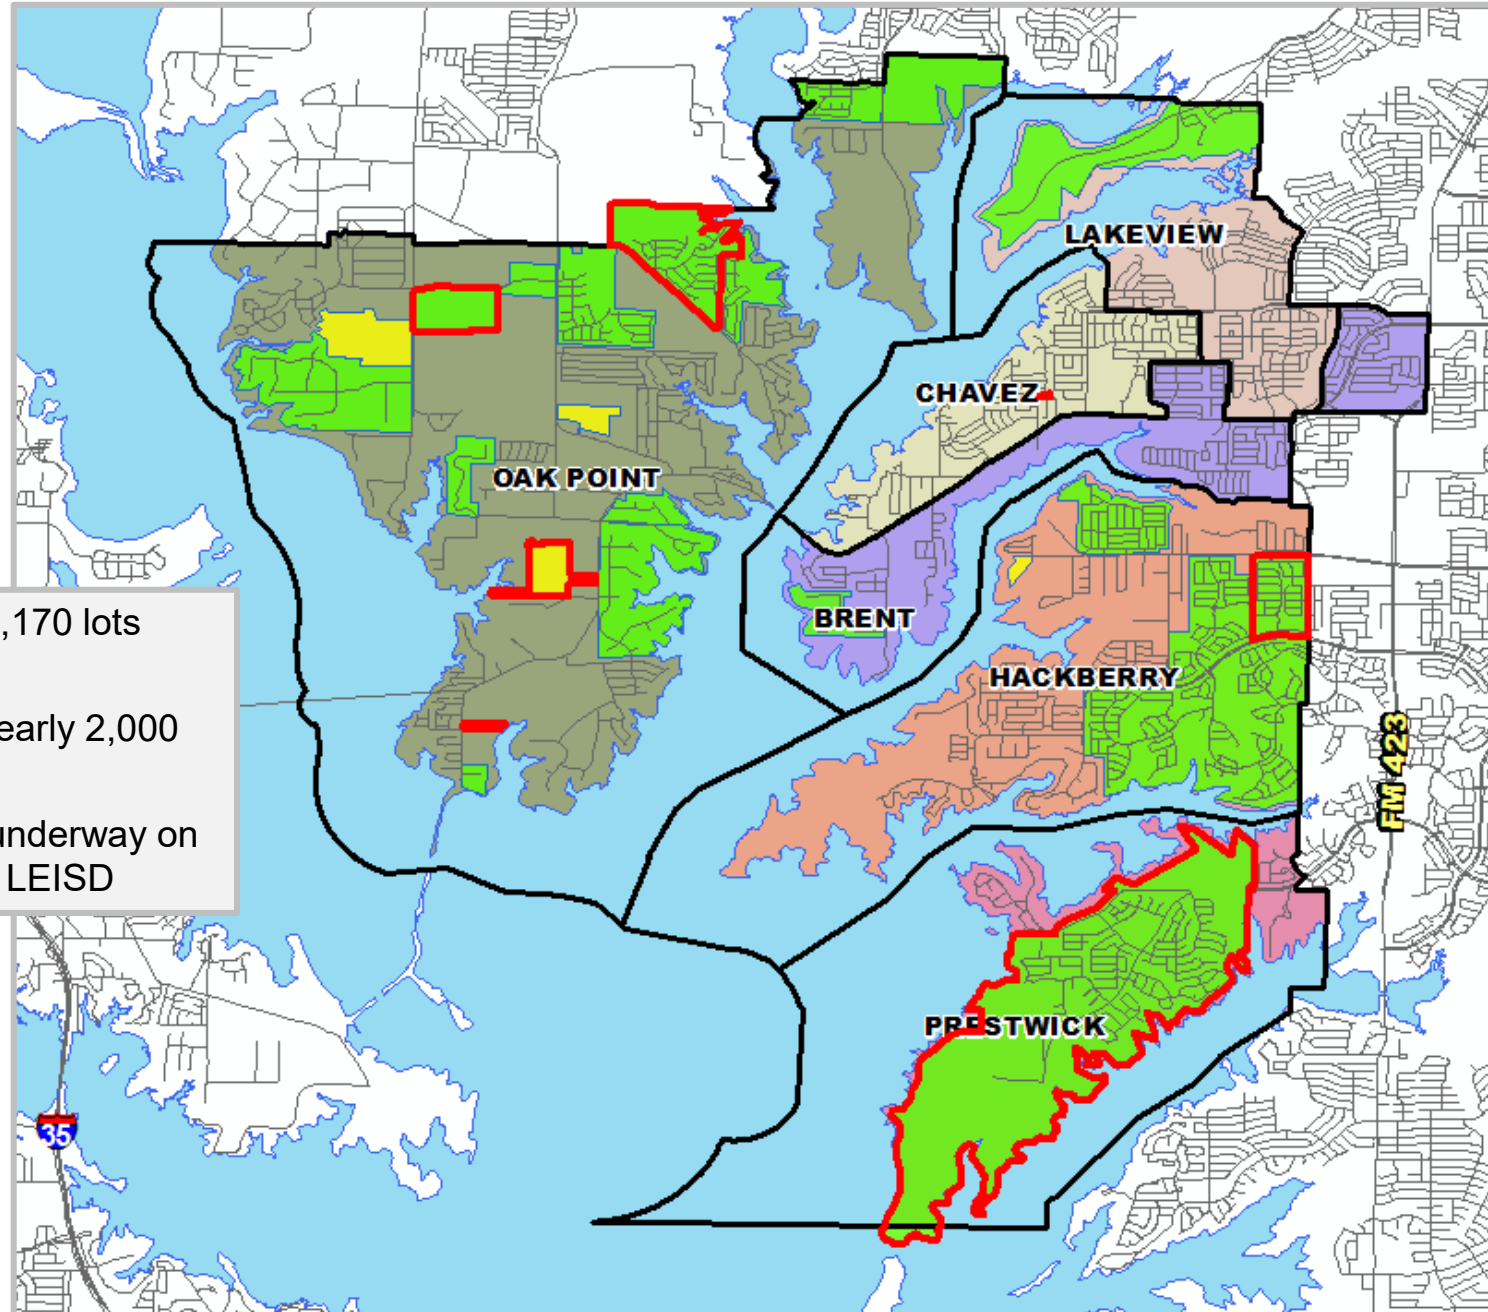 LAKEVIEW
CHAVEZ
OAK POINT
,170 lots
BRENT
HACKBERRY
early 2,000
FM 423
underway on
LEISD
PRESTWICK
35